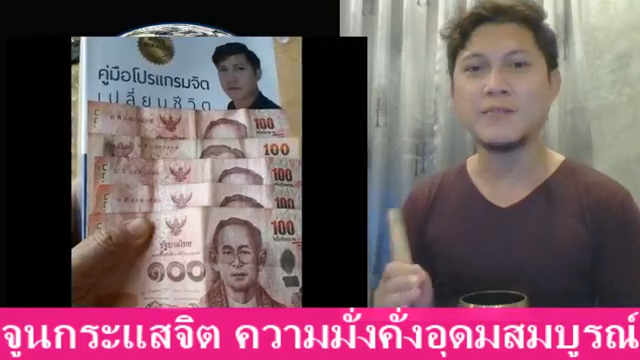 คู่มือโปรแกรมจิต
เปลี่ยนชีวิต
100
100
100
100
100
รัฐบาลไทย
๑๐๐
จูนกระแสจิต ความมั่งคั่งอุดมสมบูรณ์